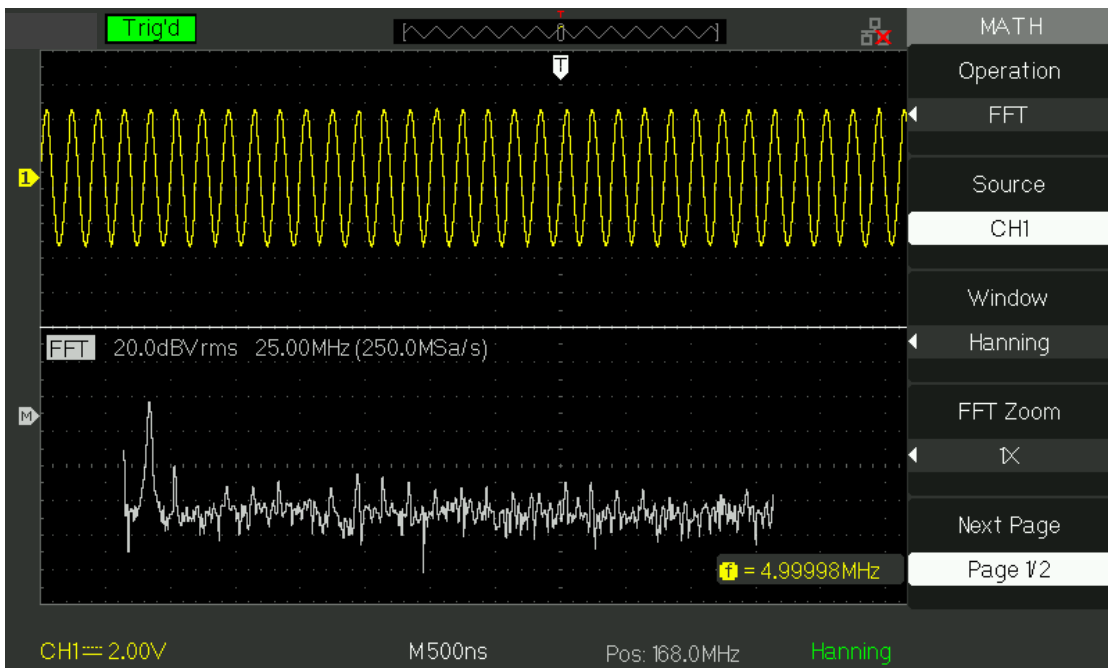 Trig'd
T
MATH
T
Operation
FFT
1
Source
CH1
Window
FFT 20.0dBVrms 25.00MHz (250.0MSa/s)
Hanning
M
FFT Zoom
1X
Next Page
f = 4.99998MHz
Page 1/2
CH1 2.00V M500ns Pos: 168.0MHz Hanning